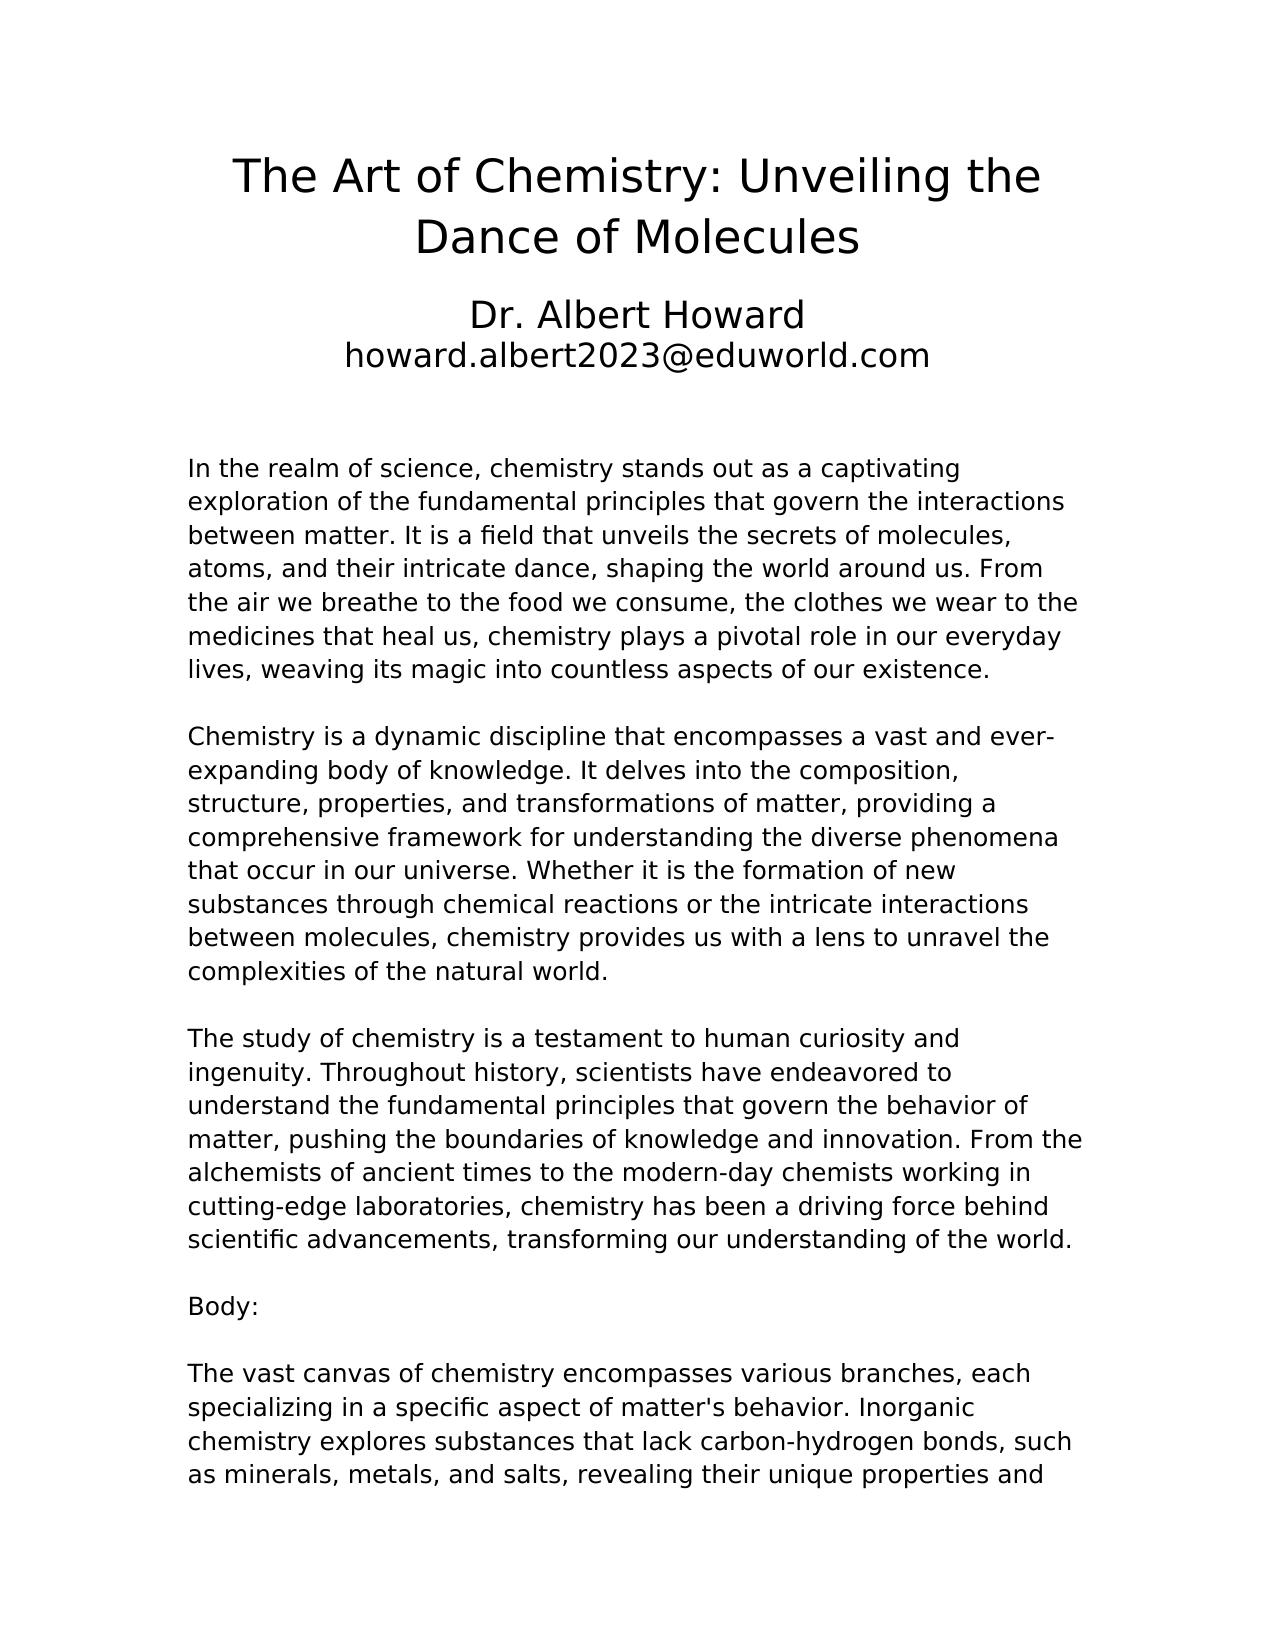 The Art of Chemistry: Unveiling the
Dance of Molecules
Dr. Albert Howard
howard.albert2023@eduworld.com
In the realm of science, chemistry stands out as a captivating
exploration of the fundamental principles that govern the interactions
between matter. It is a field that unveils the secrets of molecules,
atoms, and their intricate dance, shaping the world around us. From
the air we breathe to the food we consume, the clothes we wear to the
medicines that heal us, chemistry plays a pivotal role in our everyday
lives, weaving its magic into countless aspects of our existence.
Chemistry is a dynamic discipline that encompasses a vast and ever-
expanding body of knowledge. It delves into the composition,
structure, properties, and transformations of matter, providing a
comprehensive framework for understanding the diverse phenomena
that occur in our universe. Whether it is the formation of new
substances through chemical reactions or the intricate interactions
between molecules, chemistry provides us with a lens to unravel the
complexities of the natural world.
The study of chemistry is a testament to human curiosity and
ingenuity. Throughout history, scientists have endeavored to
understand the fundamental principles that govern the behavior of
matter, pushing the boundaries of knowledge and innovation. From the
alchemists of ancient times to the modern-day chemists working in
cutting-edge laboratories, chemistry has been a driving force behind
scientific advancements, transforming our understanding of the world.
Body:
The vast canvas of chemistry encompasses various branches, each
specializing in a specific aspect of matter's behavior. Inorganic
chemistry explores substances that lack carbon-hydrogen bonds, such
as minerals, metals, and salts, revealing their unique properties and